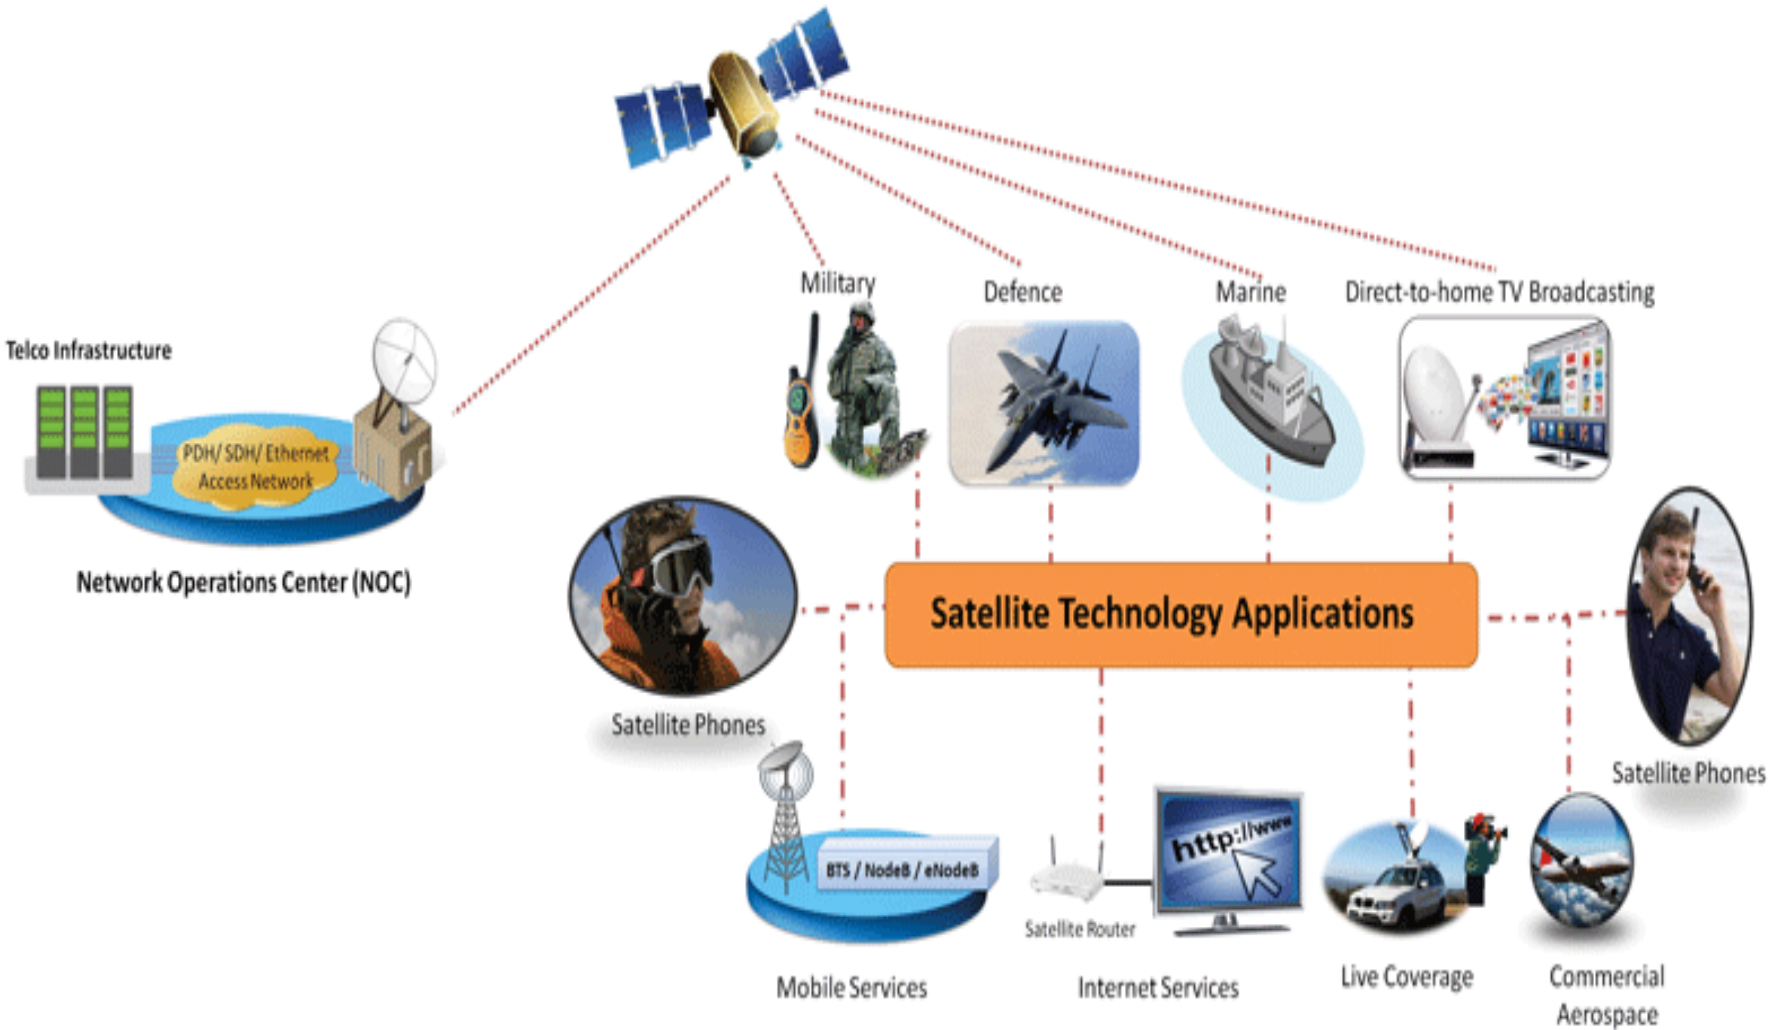 Military
Defence
Marine
Direct-to-home TV Broadcasting
Telco Infrastructure
PDH/ SDH/ Ethernet
Access Network
Network Operations Center (NOC)
Satellite Technology Applications
Satellite Phones
Satellite Phones
BTS / NodeB / eNodeB
http://www
Satellite Router
Mobile Services
Internet Services
Live Coverage
Commercial
Aerospace